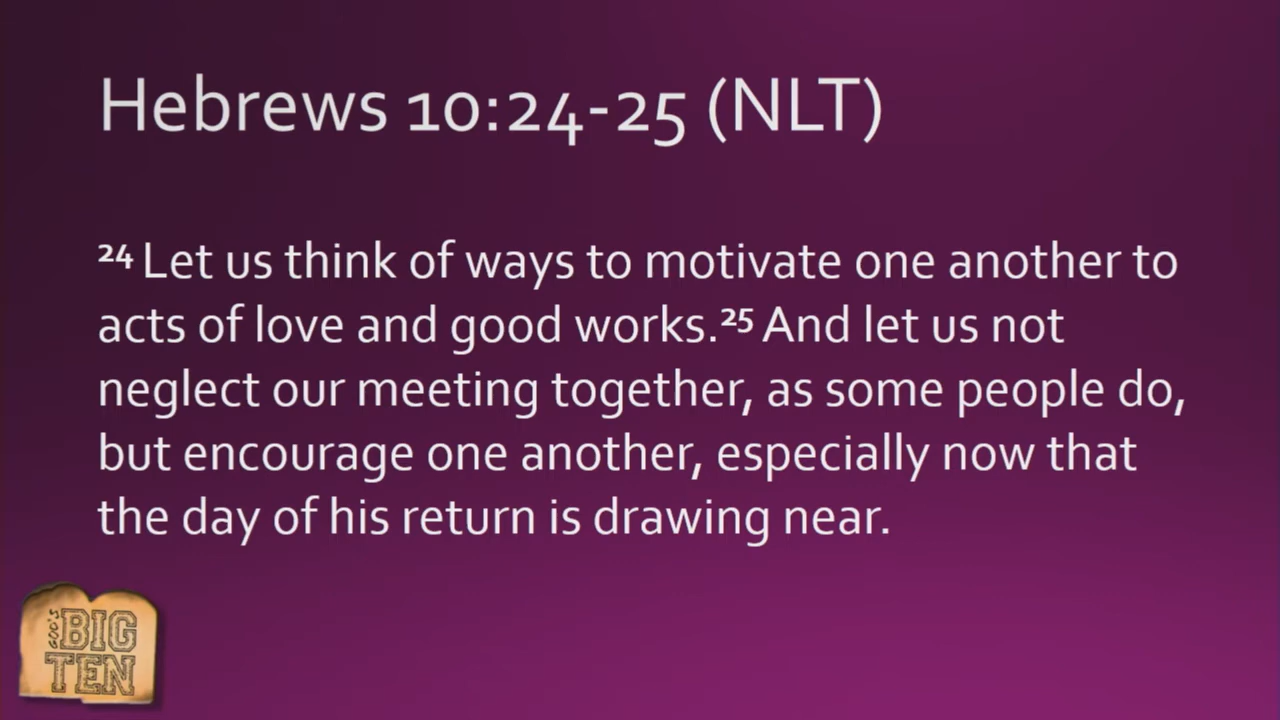 Hebrews 10:24-25 (NLT)
24 Let us think of ways to motivate one another to
acts of love and good works.25 And let us not
neglect our meeting together, as some people do,
but encourage one another, especially now that
the day of his return is drawing near.
GOD'S
BIG
TEN